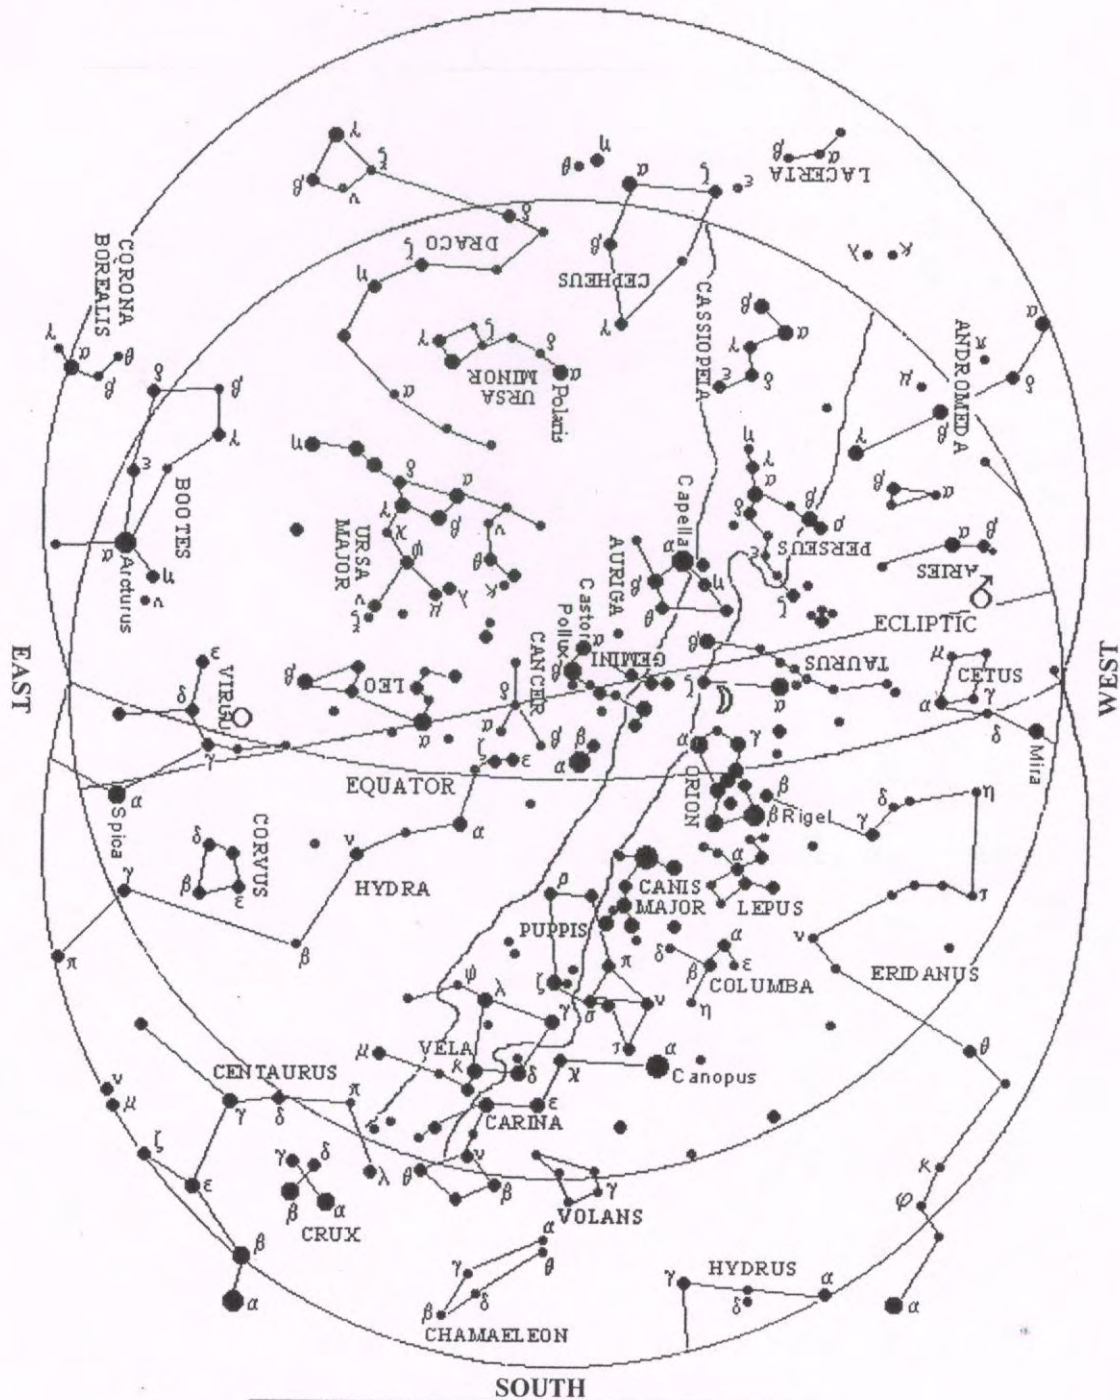 γ
ξ
β
ν
η
θ
α
ζ
ε
β
α
LACERTA
δ
DRACO
ζ
η
β
CEPHEUS
γ
λ
κ
CORONA
BOREALIS
γ
α
β
θ
δ
β
γ
ε
BOOTES
α
Arcturus
η
ν
γ
ζ
δ
α
URSA
MINOR
Polaris
α
CASSIOPEIA
β
α
γ
δ
ε
α
π
δ
μ
ANDROMEDA
β
γ
η
γ
α
δ
β
ρ
PERSEUS
ε
ζ
β
α
α
β
ARIES
♂
η
δ
α
γ
β
χ
ψ
URSA
MAJOR
ν
ξ
μ
λ
ν
θ
κ
Capella
α
AURIGA
β
η
θ
ECLIPTIC
EAST
WEST
Castor
Pollux
α
β
GEMINI
CANCER
δ
α
β
β
TAURUS
ζ
α
☽
μ
CETUS
α
γ
δ
Mira
ε
VIRGO
δ
γ
α
Spica
β
LEO
α
ζ
ε
β
α
EQUATOR
α
γ
ORION
β
β Rigel
γ
δ
η
τ
δ
CORVUS
β
ε
γ
π
ν
HYDRA
α
β
CANIS
MAJOR
α
LEPUS
ρ
PUPPIS
π
ζ
σ
ν
τ
δ
α
β
ε
COLUMBA
η
ν
ERIDANUS
θ
ψ
λ
γ
μ
VELA
κ
δ
χ
α
Canopus
CENTAURUS
π
ν
μ
γ
δ
ζ
ε
λ
β
α
ε
CARINA
υ
θ
β
γ
δ
β
α
CRUX
γ
VOLANS
κ
φ
α
α
γ
θ
δ
β
CHAMAELEON
γ
HYDRUS
δ
α
SOUTH